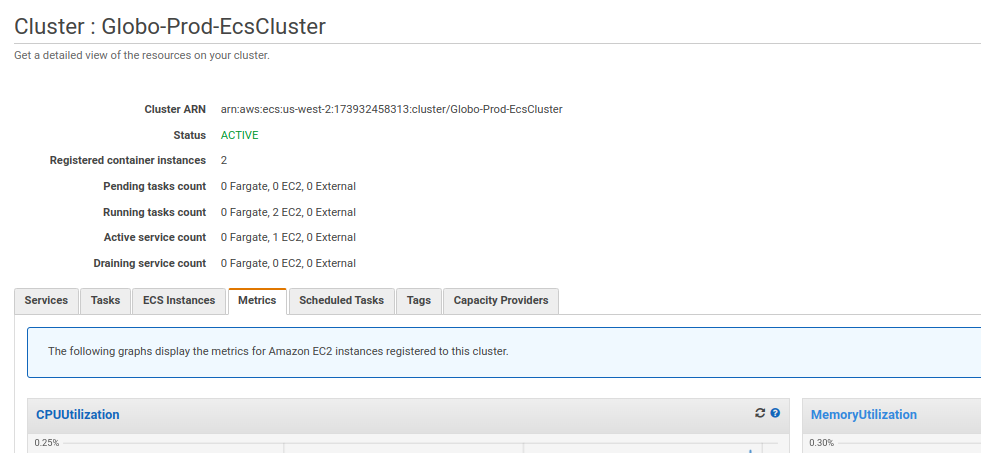 Cluster : Globo-Prod-EcsCluster
Get a detailed view of the resources on your cluster.
Cluster ARN arn:aws:ecs:us-west-2:173932458313:cluster/Globo-Prod-EcsCluster
Status ACTIVE
Registered container instances 2
Pending tasks count 0 Fargate, 0 EC2, 0 External
Running tasks count 0 Fargate, 2 EC2, 0 External
Active service count 0 Fargate, 1 EC2, 0 External
Draining service count 0 Fargate, 0 EC2, 0 External
Services Tasks ECS Instances Metrics Scheduled Tasks Tags Capacity Providers
The following graphs display the metrics for Amazon EC2 instances registered to this cluster.
CPUUtilization MemoryUtilization
0.25% 0.30%